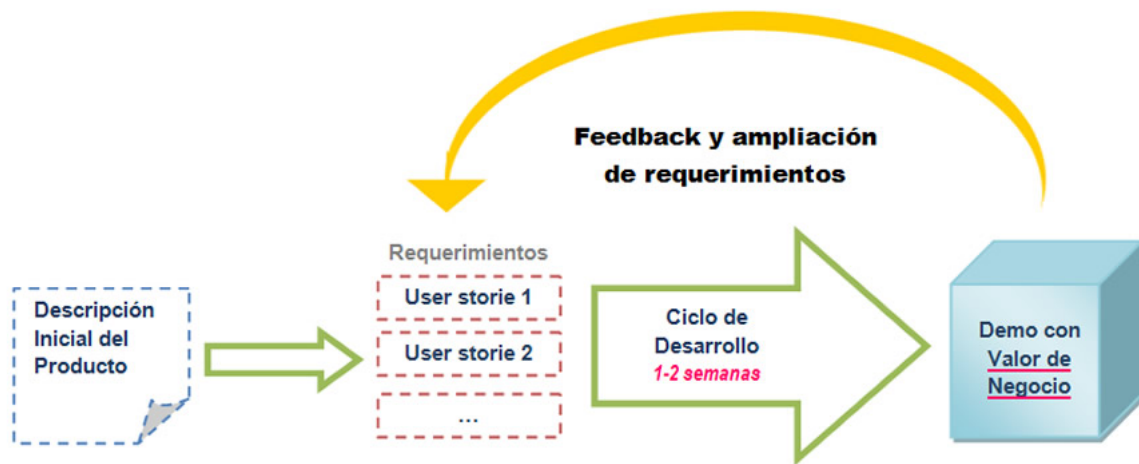 Feedback y ampliación
de requerimientos
Requerimientos
Descripción
Inicial del
Producto
User storie 1
User storie 2
...
Ciclo de
Desarrollo
1-2 semanas
Demo con
Valor de
Negocio